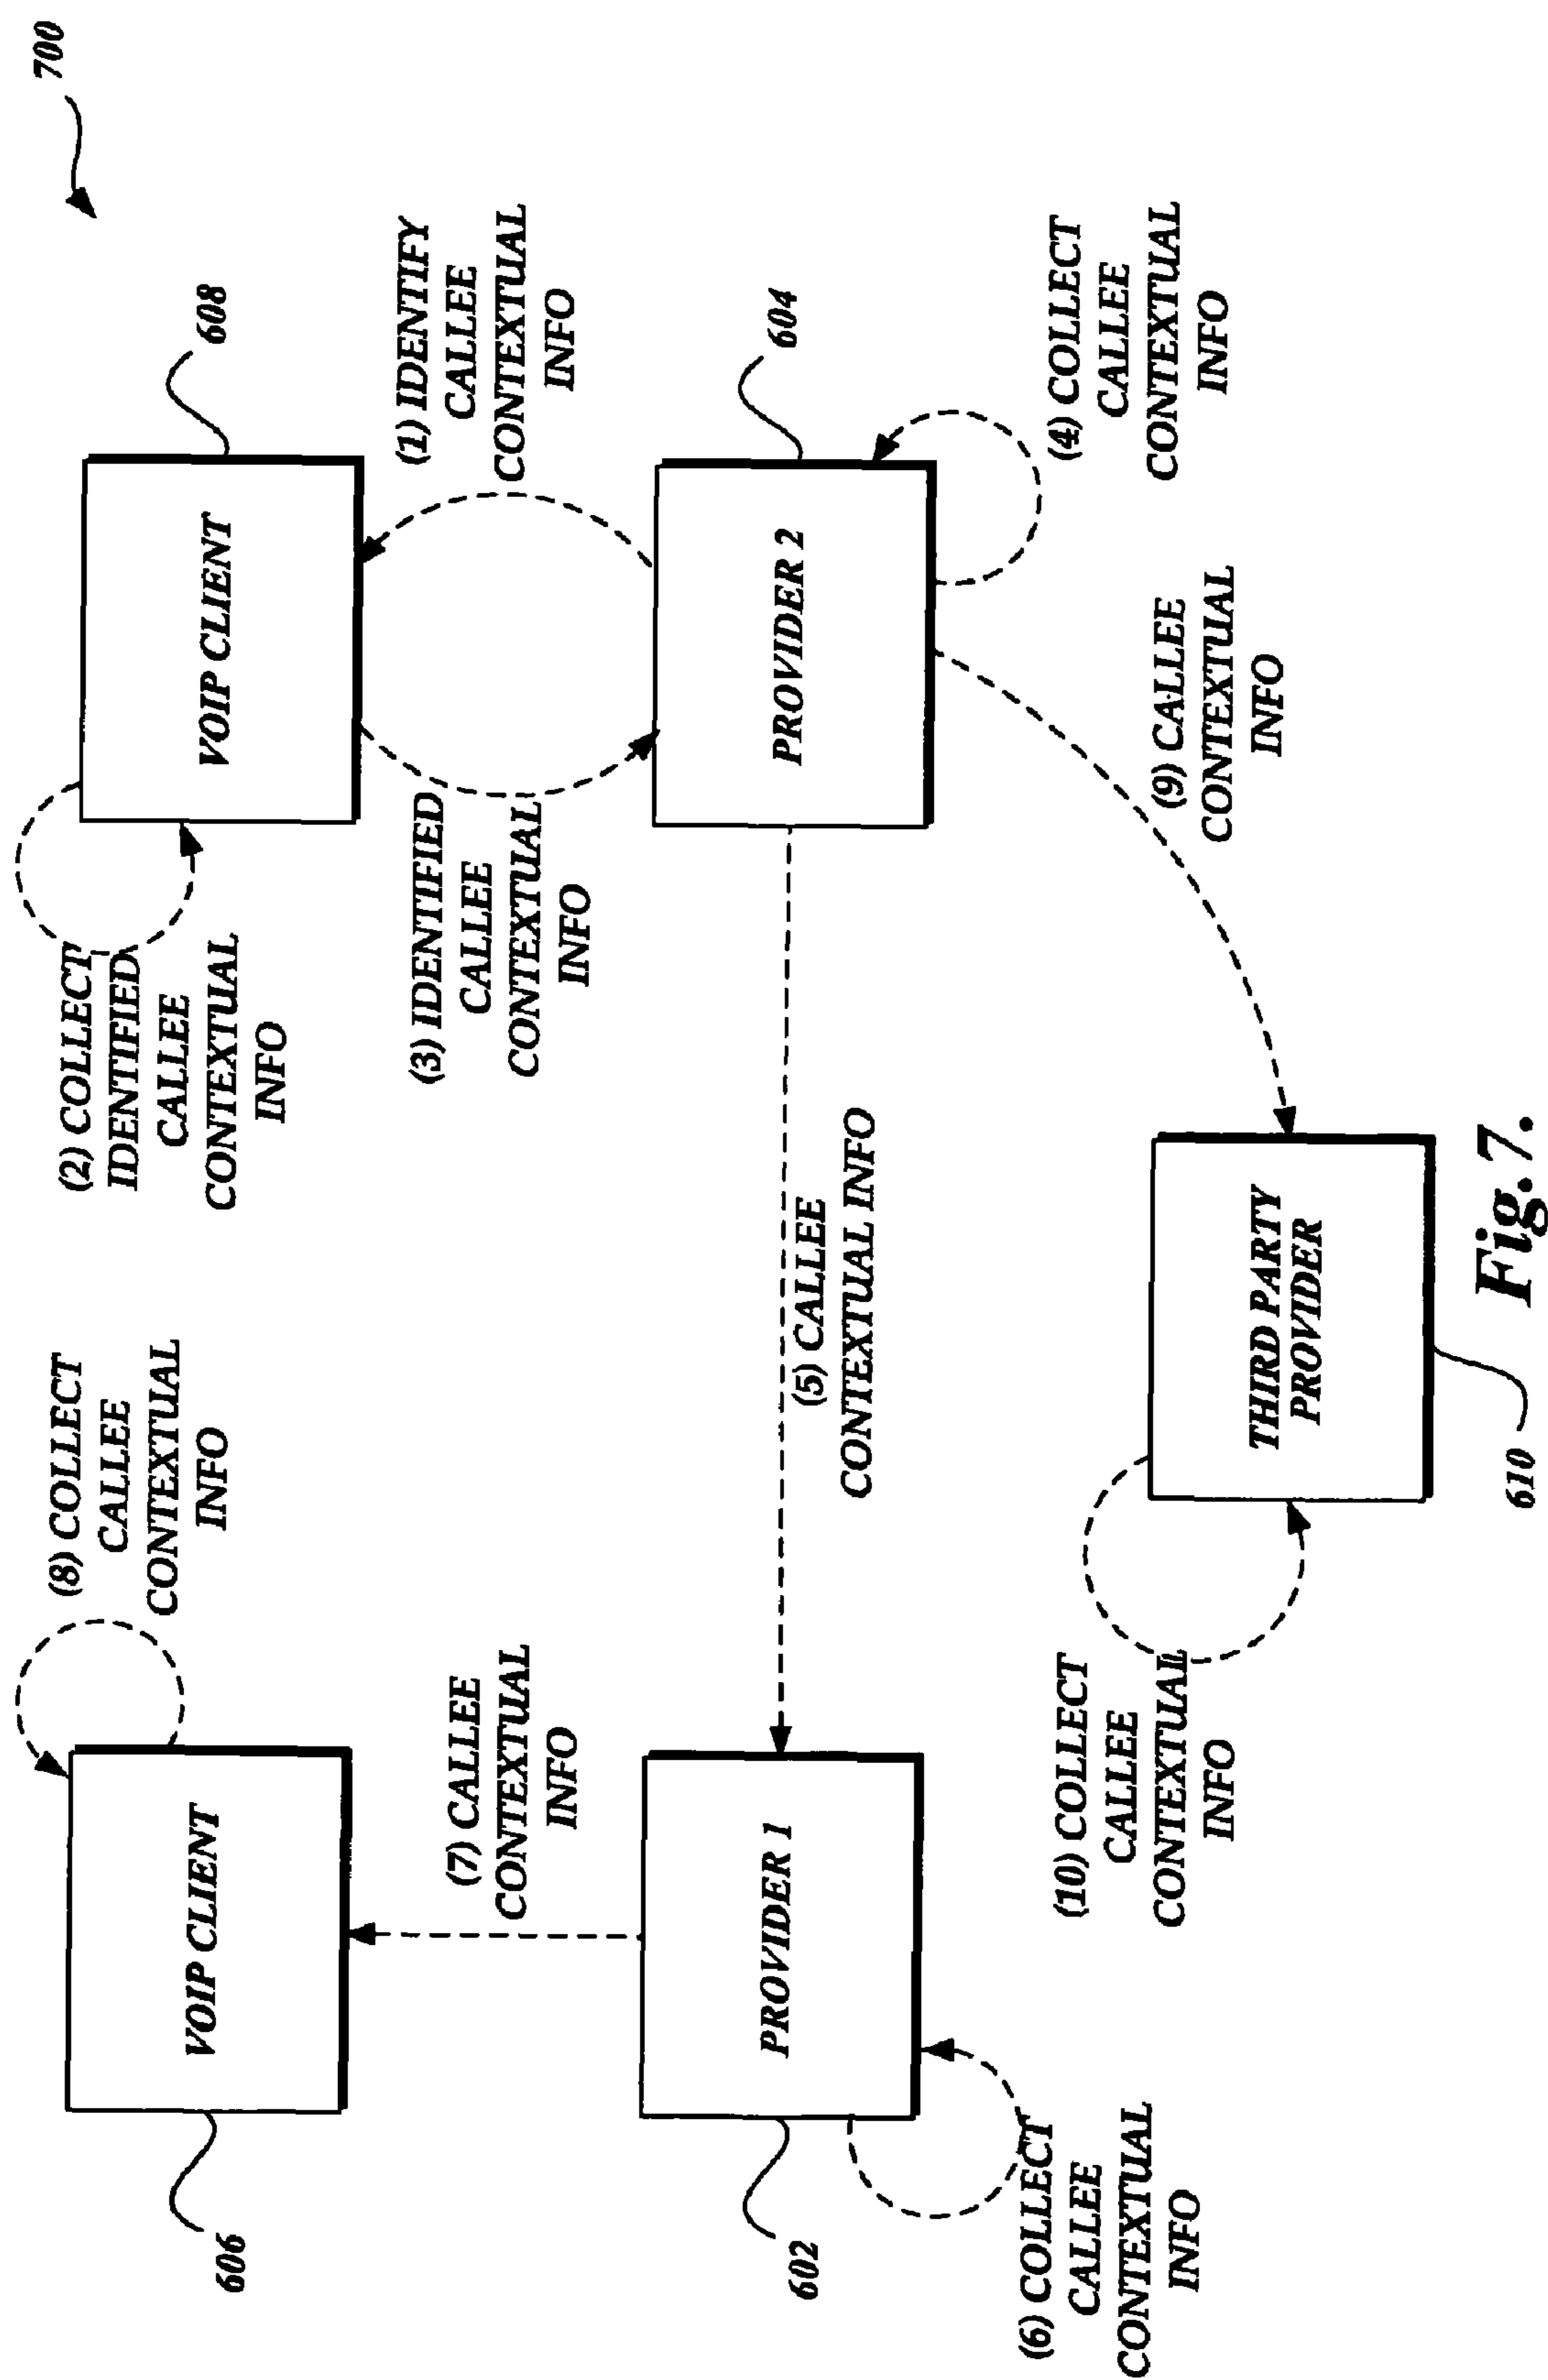 700
(8) COLLECT
CALLEE
CONTEXTUAL
INFO
(2) COLLECT
IDENTIFIED
CALLEE
CONTEXTUAL
INFO
606
VOIP CLIENT
VOIP CLIENT
608
(7) CALLEE
CONTEXTUAL
INFO
(3) IDENTIFIED
CALLEE
CONTEXTUAL
INFO
(1) IDENTIFY
CALLEE
CONTEXTUAL
INFO
602
PROVIDER 1
(5) CALLEE
CONTEXTUAL INFO
PROVIDER 2
604
(6) COLLECT
CALLEE
CONTEXTUAL
INFO
(10) COLLECT
CALLEE
CONTEXTUAL
INFO
THIRD PARTY
PROVIDER
610
(9) CALLEE
CONTEXTUAL
INFO
(4) COLLECT
CALLEE
CONTEXTUAL
INFO
Fig.7.